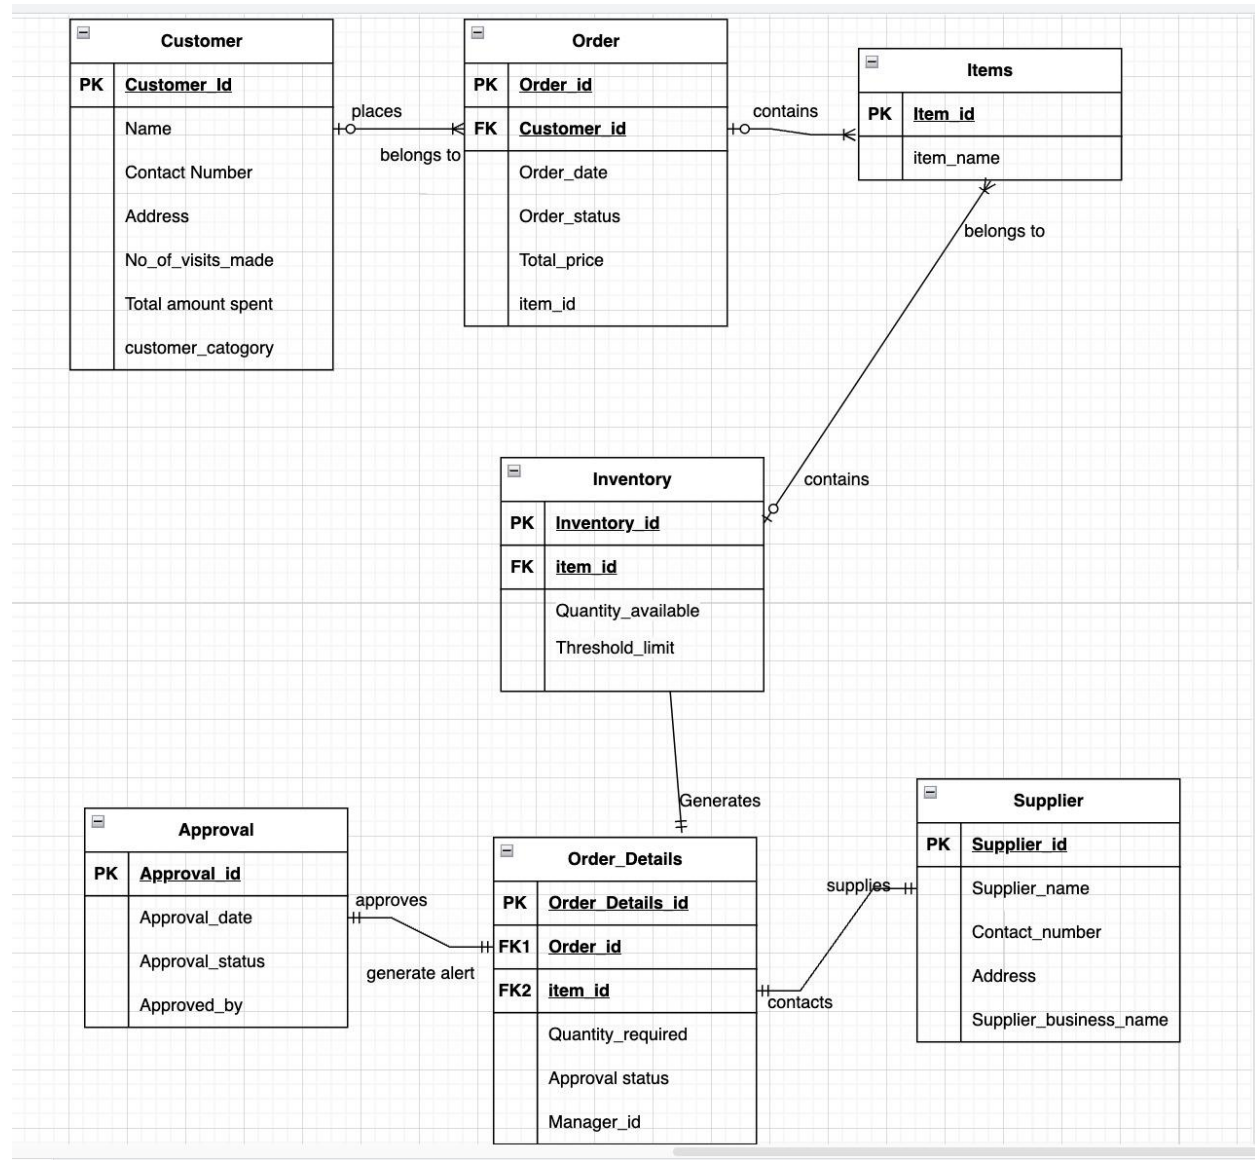 Customer
PK Customer_Id
Name
Contact Number
Address
No_of_visits_made
Total amount spent
customer_catogory
places
belongs to
Order
PK Order_id
FK Customer_id
Order_date
Order_status
Total_price
item_id
contains
Items
PK Item_id
item_name
belongs to
contains
Inventory
PK Inventory_id
FK item_id
Quantity_available
Threshold_limit
Generates
Approval
PK Approval_id
Approval_date
Approval_status
Approved_by
approves
generate alert
Order_Details
PK Order_Details_id
FK1 Order_id
FK2 item_id
Quantity_required
Approval status
Manager_id
supplies
contacts
Supplier
PK Supplier_id
Supplier_name
Contact_number
Address
Supplier_business_name